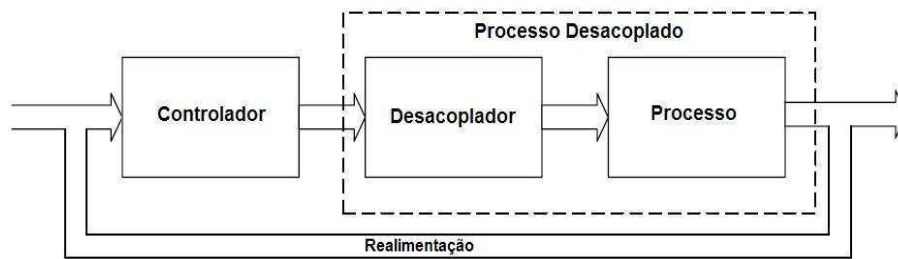 Processo Desacoplado
Controlador
Desacoplador
Processo
Realimentação